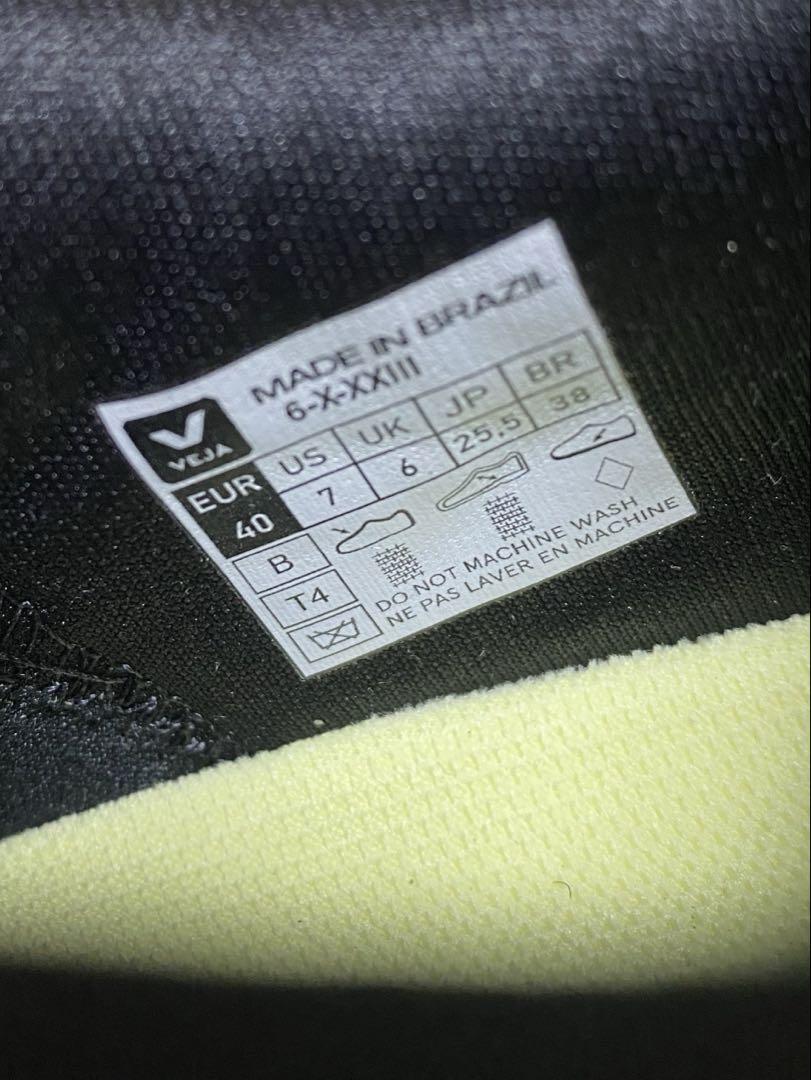 VEJA
MADE IN BRAZIL
6-X-XXIII
EUR US UK JP BR
40 7 6 25,5 38
B
T4
DO NOT MACHINE WASH
NE PAS LAVER EN MACHINE